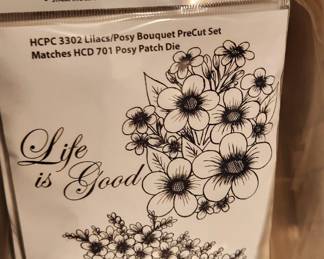 HCPC 3302 Lilacs/Posy Bouquet PreCut Set
Matches HCD 701 Posy Patch Die
Life
is Good